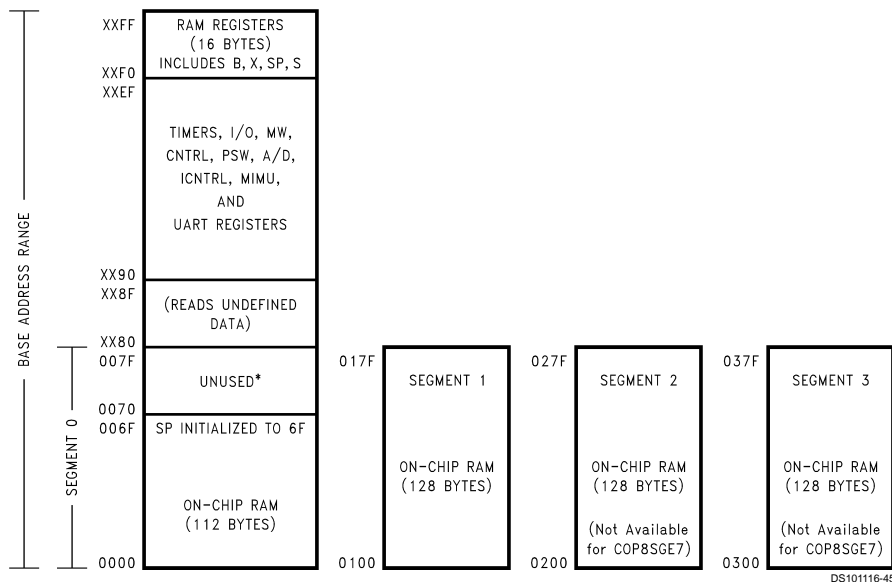 XXFF
RAM REGISTERS
(16 BYTES)
INCLUDES B, X, SP, S
XXF0
XXEF
TIMERS, I/O, MW,
CNTRL, PSW, A/D,
ICNTRL, MIMU,
AND
UART REGISTERS
BASE ADDRESS RANGE
XX90
XX8F
(READS UNDEFINED
DATA)
XX80
007F
UNUSED*
0070
006F
SP INITIALIZED TO 6F
SEGMENT 0
ON-CHIP RAM
(112 BYTES)
0000
017F
SEGMENT 1
ON-CHIP RAM
(128 BYTES)
0100
027F
SEGMENT 2
ON-CHIP RAM
(128 BYTES)
(Not Available
for COP8SGE7)
0200
037F
SEGMENT 3
ON-CHIP RAM
(128 BYTES)
(Not Available
for COP8SGE7)
0300
DS101116-45